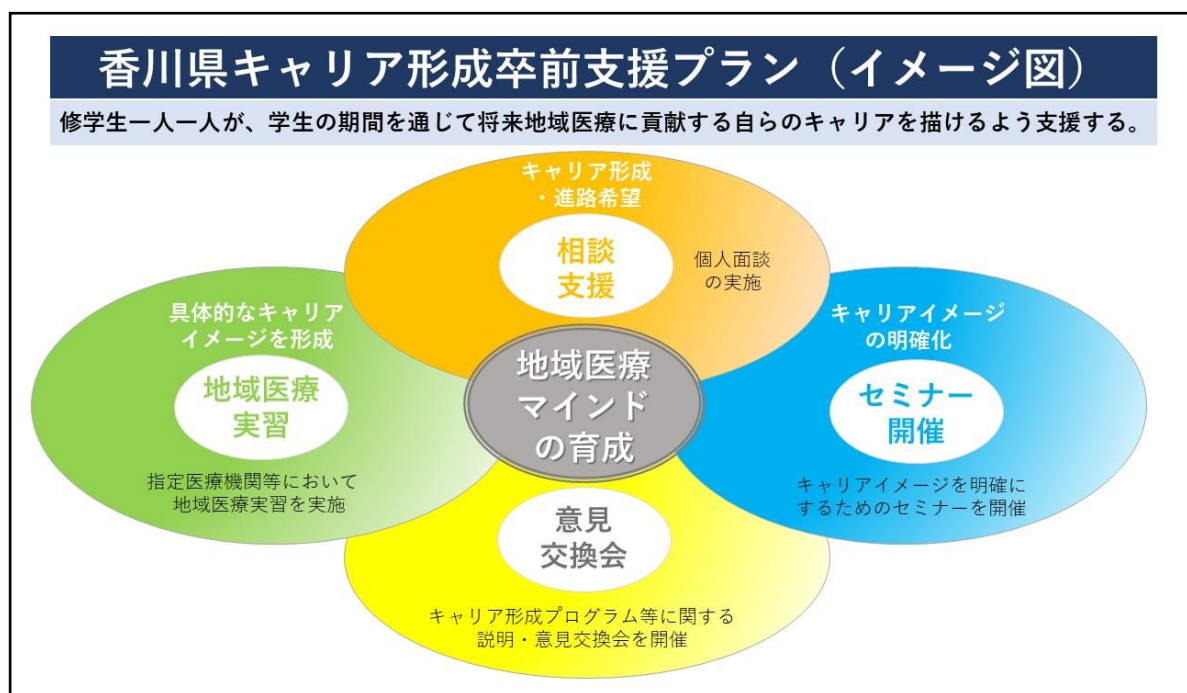 香川県キャリア形成卒前支援プラン（イメージ図）
修学生一人一人が、学生の期間を通じて将来地域医療に貢献する自らのキャリアを描けるよう支援する。
キャリア形成
・進路希望
相談
支援
個人面談
の実施
具体的なキャリア
イメージを形成
地域医療
実習
指定医療機関等において
地域医療実習を実施
地域医療
マインド
の育成
キャリアイメージ
の明確化
セミナー
開催
キャリアイメージを明確に
するためのセミナーを開催
意見
交換会
キャリア形成プログラム等に関する
説明・意見交換会を開催